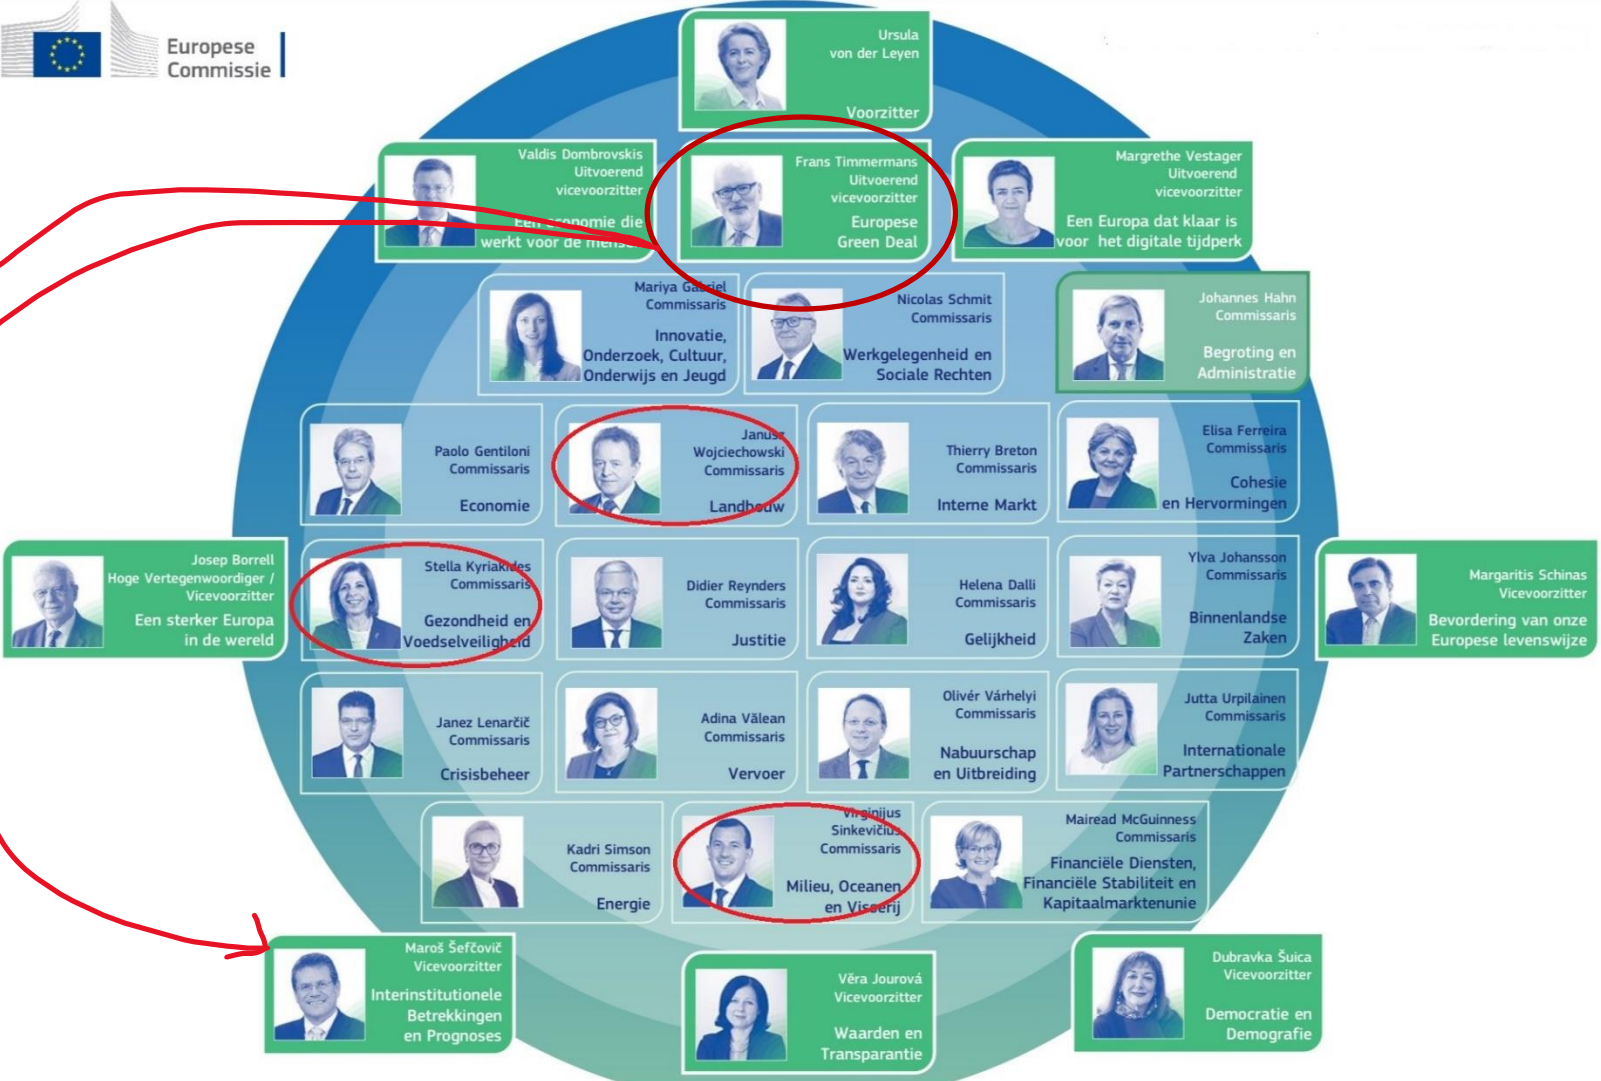 Europese
Commissie
Ursula
von der Leyen
Voorzitter
Valdis Dombrovskis
Uitvoerend
vicevoorzitter
Een economie die
werkt voor de mensen
Frans Timmermans
Uitvoerend
vicevoorzitter
Europese
Green Deal
Margrethe Vestager
Uitvoerend
vicevoorzitter
Een Europa dat klaar is
voor het digitale tijdperk
Mariya Gabriel
Commissaris
Innovatie,
Onderzoek, Cultuur,
Onderwijs en Jeugd
Nicolas Schmit
Commissaris
Werkgelegenheid en
Sociale Rechten
Johannes Hahn
Commissaris
Begroting en
Administratie
Paolo Gentiloni
Commissaris
Economie
Janusz
Wojciechowski
Commissaris
Landbouw
Thierry Breton
Commissaris
Interne Markt
Elisa Ferreira
Commissaris
Cohesie
en Hervormingen
Josep Borrell
Hoge Vertegenwoordiger /
Vicevoorzitter
Een sterker Europa
in de wereld
Stella Kyriakides
Commissaris
Gezondheid en
Voedselveiligheid
Didier Reynders
Commissaris
Justitie
Helena Dalli
Commissaris
Gelijkheid
Ylva Johansson
Commissaris
Binnenlandse
Zaken
Margaritis Schinas
Vicevoorzitter
Bevordering van onze
Europese levenswijze
Janez Lenarčič
Commissaris
Crisisbeheer
Adina Vălean
Commissaris
Vervoer
Olivér Várhelyi
Commissaris
Nabuurschap
en Uitbreiding
Jutta Urpilainen
Commissaris
Internationale
Partnerschappen
Kadri Simson
Commissaris
Energie
Virginijus
Sinkevičius
Commissaris
Milieu, Oceanen
en Visserij
Mairead McGuinness
Commissaris
Financiële Diensten,
Financiële Stabiliteit en
Kapitaalmarktenunie
Maroš Šefčovič
Vicevoorzitter
Interinstitutionele
Betrekkingen
en Prognoses
Věra Jourová
Vicevoorzitter
Waarden en
Transparantie
Dubravka Šuica
Vicevoorzitter
Democratie en
Demografie